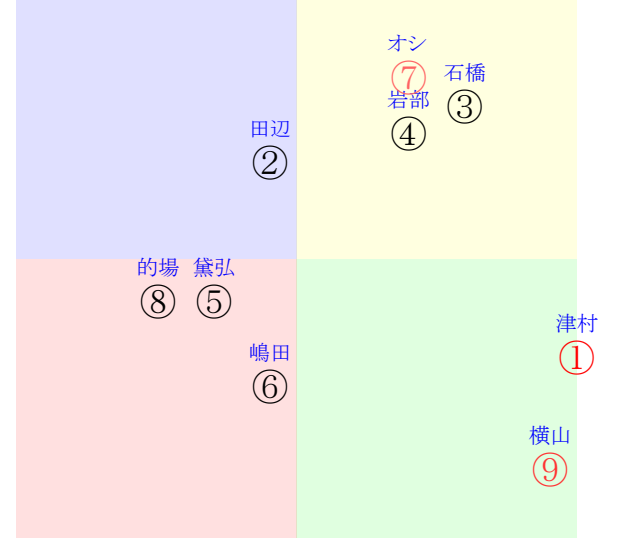 オシ
⑦
石橋
③
岩部
④
田辺
②
的場
⑧
黛弘
⑤
津村
①
嶋田
⑥
横山
⑨